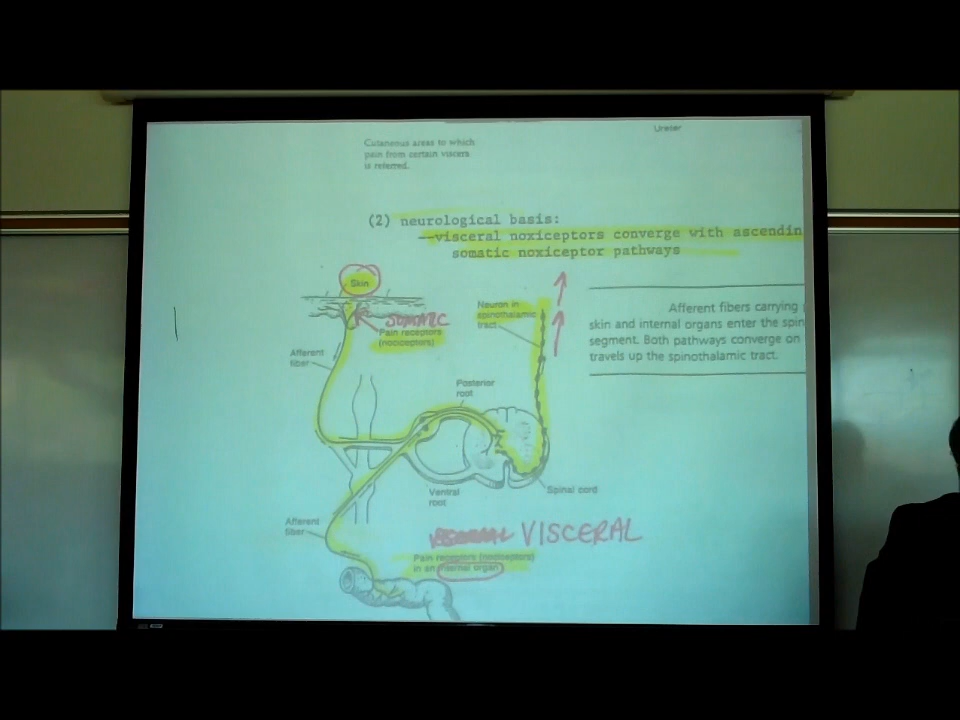 Ureter
Cutaneous areas to which
pain from certain viscera
is referred.
(2) neurological basis:
—visceral noxiceptors converge with ascendin
somatic noxiceptor pathways
Skin
SOMATIC
Pain receptors
(nociceptors)
Neuron in
spinothalamic
tract
Afferent fibers carrying
skin and internal organs enter the spin
segment. Both pathways converge on
travels up the spinothalamic tract.
Afferent
fiber
Posterior
root
Ventral
root
Spinal cord
Afferent
fiber
VISCERAL
Pain receptors (nociceptors)
in an internal organ